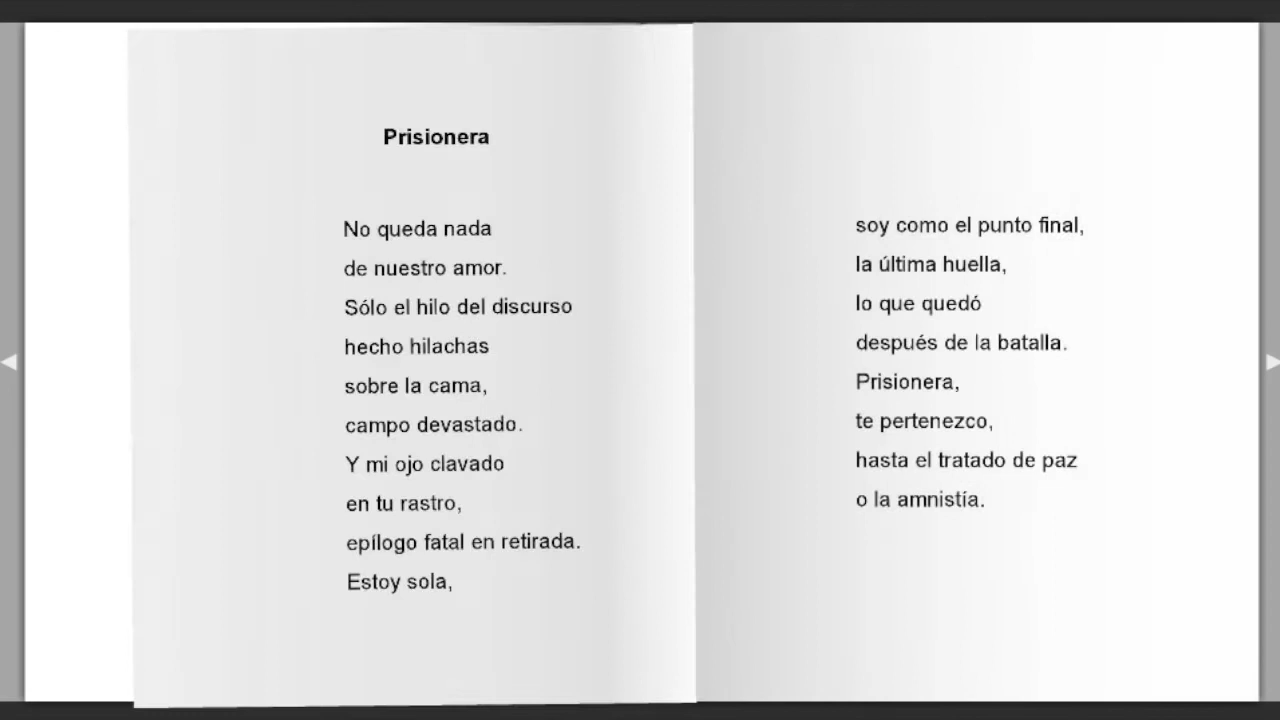 Prisionera
No queda nada
de nuestro amor.
Sólo el hilo del discurso
hecho hilachas
sobre la cama,
campo devastado.
Y mi ojo clavado
en tu rastro,
epílogo fatal en retirada.
Estoy sola,
soy como el punto final,
la última huella,
lo que quedó
después de la batalla.
Prisionera,
te pertenezco,
hasta el tratado de paz
o la amnistía.